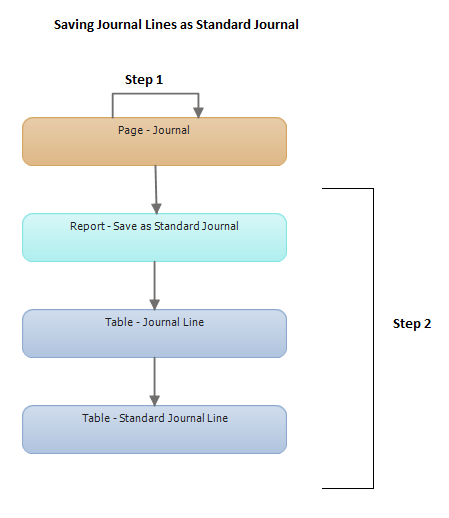 Saving Journal Lines as Standard Journal
Step 1
Page - Journal
Report - Save as Standard Journal
Table - Journal Line
Step 2
Table - Standard Journal Line